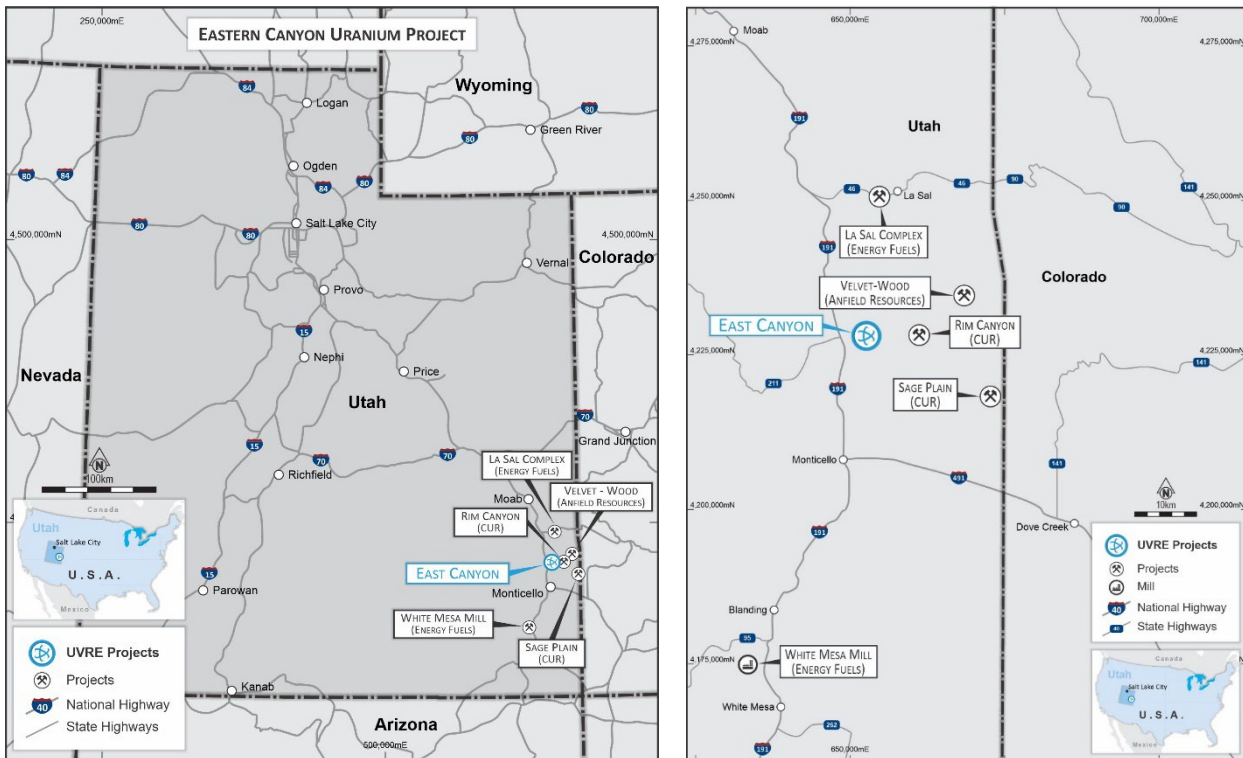 250,000mE
EASTERN CANYON URANIUM PROJECT
Wyoming
84
Logan
80
80
Green River
Ogden
80
84
84
80
Salt Lake City
80
80
4,500,000mN
4,500,000mN
Vernal
Colorado
Provo
15
Nephi
Price
Nevada
Utah
70
Grand Junction
15
70
70
Richfield
LA SAL COMPLEX
(ENERGY FUELS)
Moab
VELVET - WOOD
(ANFIELD RESOURCES)
RIM CANYON
(CUR)
EAST CANYON
15
Parowan
Monticello
WHITE MESA MILL
(ENERGY FUELS)
SAGE PLAIN
(CUR)
Kanab
Arizona
500,000mE
N
100km
Canada
Utah
Salt Lake City
U.S.A.
Mexico
UVRE Projects
Projects
40
National Highway
State Highways
650,000mE
700,000mE
Moab
4,275,000mN
4,275,000mN
191
Utah
46
La Sal
46
90
141
4,250,000mN
4,250,000mN
90
LA SAL COMPLEX
(ENERGY FUELS)
191
Colorado
VELVET-WOOD
(ANFIELD RESOURCES)
EAST CANYON
RIM CANYON
(CUR)
4,225,000mN
4,225,000mN
141
211
191
SAGE PLAIN
(CUR)
Monticello
141
491
N
10km
4,200,000mN
4,200,000mN
Dove Creek
191
UVRE Projects
Projects
Mill
40
National Highway
40
State Highways
Blanding
95
4,175,000mN
WHITE MESA MILL
(ENERGY FUELS)
White Mesa
262
191
650,000mE
Canada
Utah
Salt Lake City
U.S.A.
Mexico